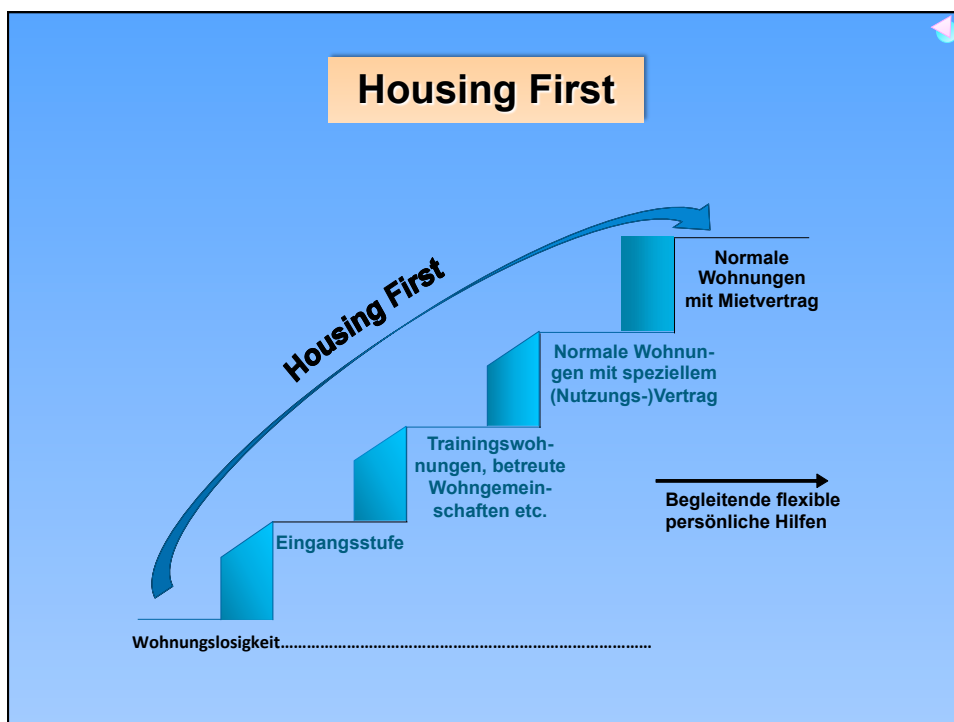 Housing First
Housing First
Normale
Wohnungen
mit Mietvertrag
Normale Wohnun-
gen mit speziellem
(Nutzungs-)Vertrag
Trainingswoh-
nungen, betreute
Wohngemein-
schaften etc.
Begleitende flexible
persönliche Hilfen
Eingangsstufe
Wohnungslosigkeit……………………………………………………………………